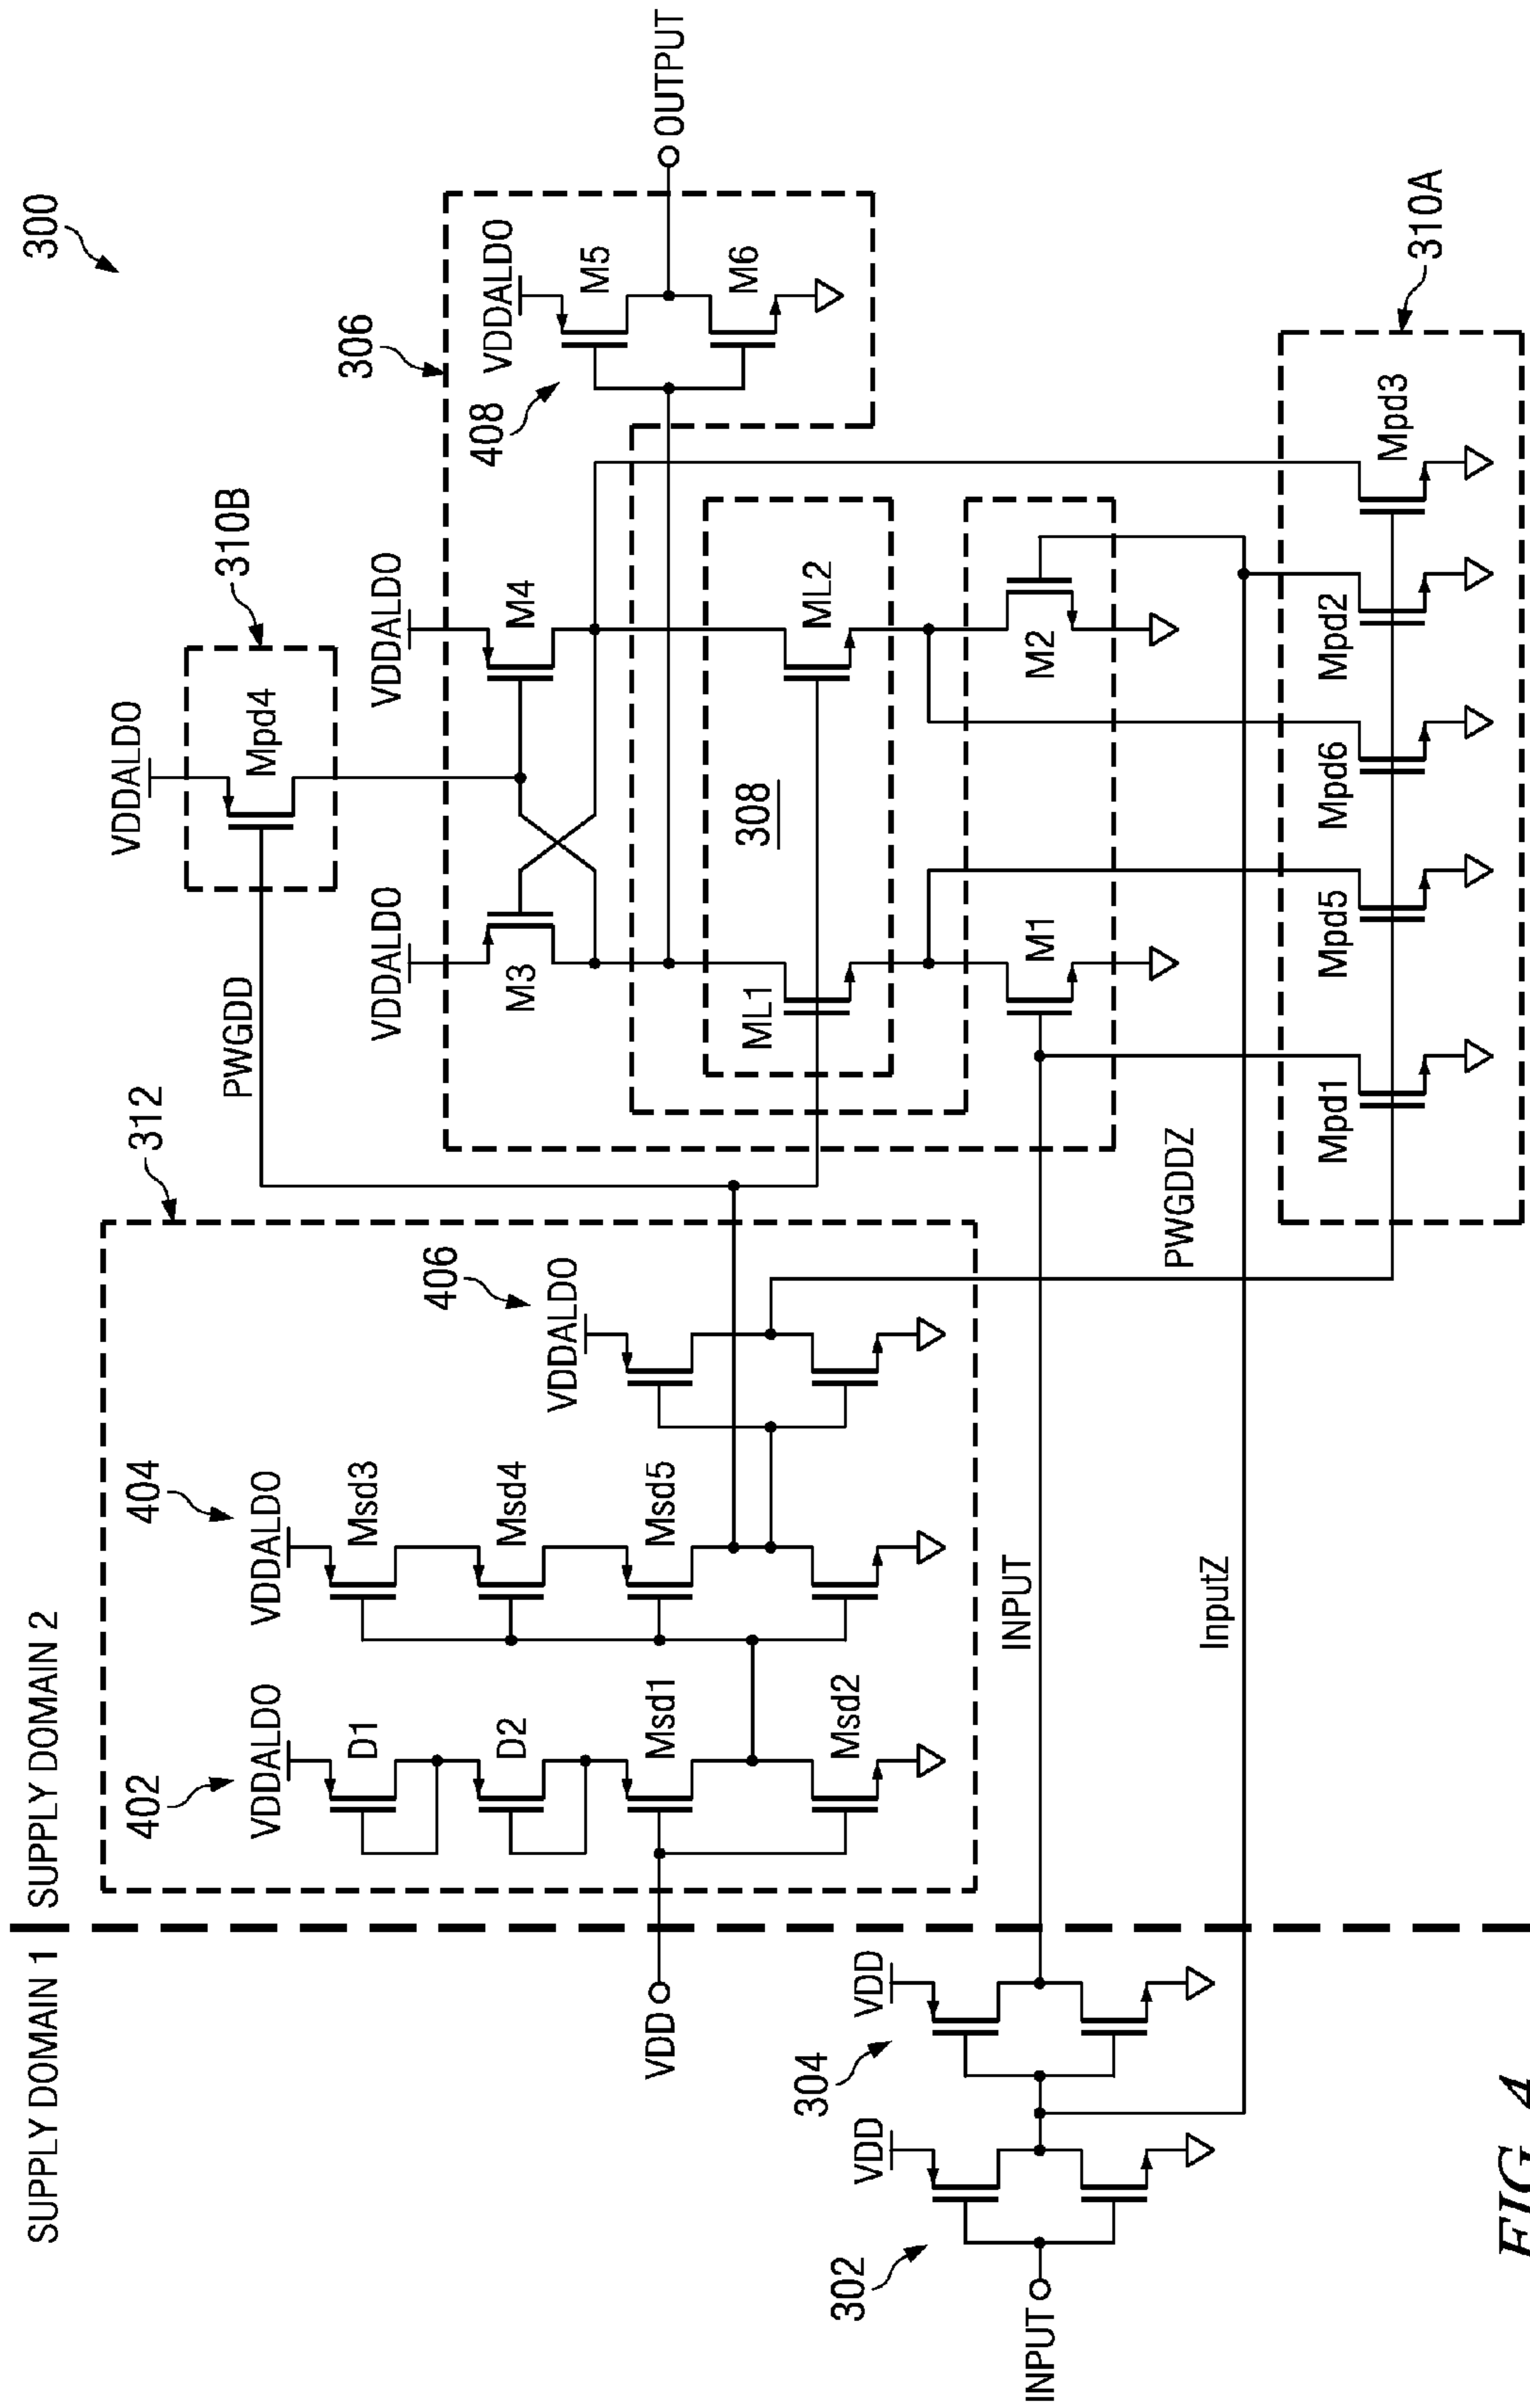 300
SUPPLY DOMAIN 1
SUPPLY DOMAIN 2
312
310B
306
402
404
406
408
VDDALDO
VDDALDO
VDDALDO
VDDALDO
VDDALDO
VDDALDO
VDDALDO
D1
D2
Msd1
Msd2
Msd3
Msd4
Msd5
PWGDD
Mpd4
M3
M4
M5
M6
OUTPUT
ML1
308
ML2
M1
M2
VDD
VDD
VDD
302
304
INPUT
INPUT
InputZ
PWGDDZ
Mpd1
Mpd5
Mpd6
Mpd2
Mpd3
310A
FIG. 4